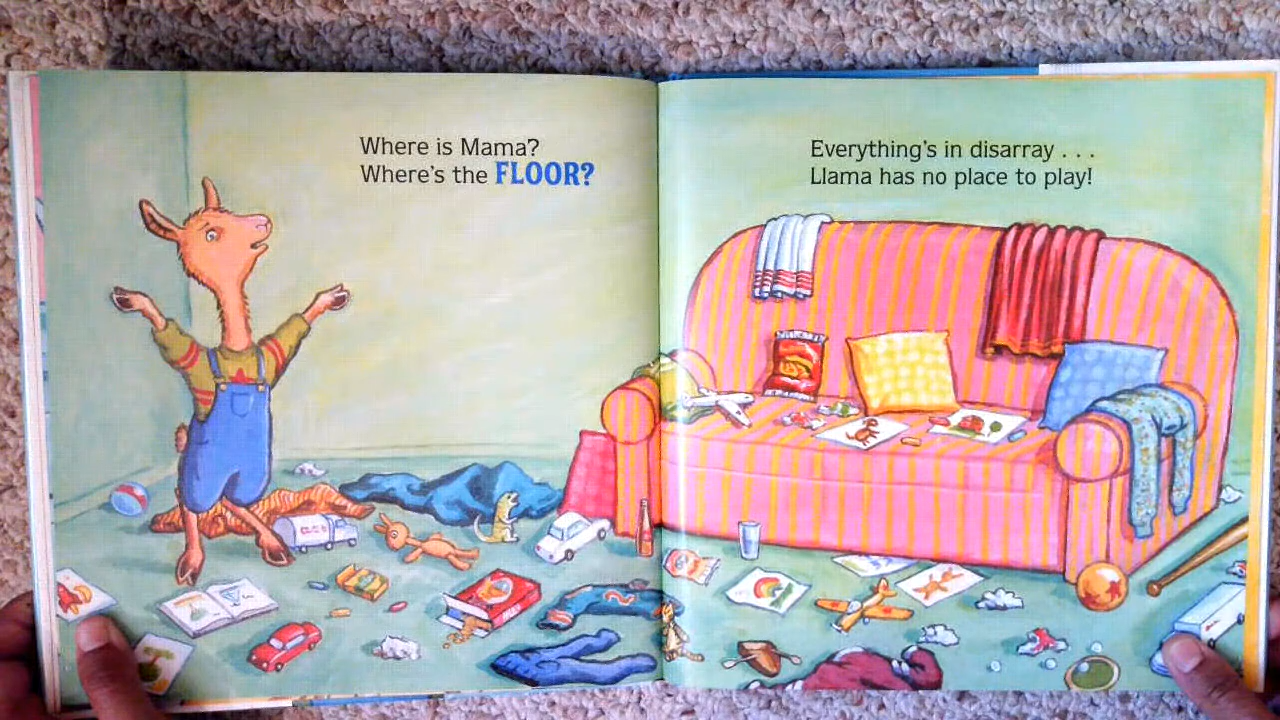 Where is Mama?
Where's the FLOOR?
Everything's in disarray . . .
Llama has no place to play!